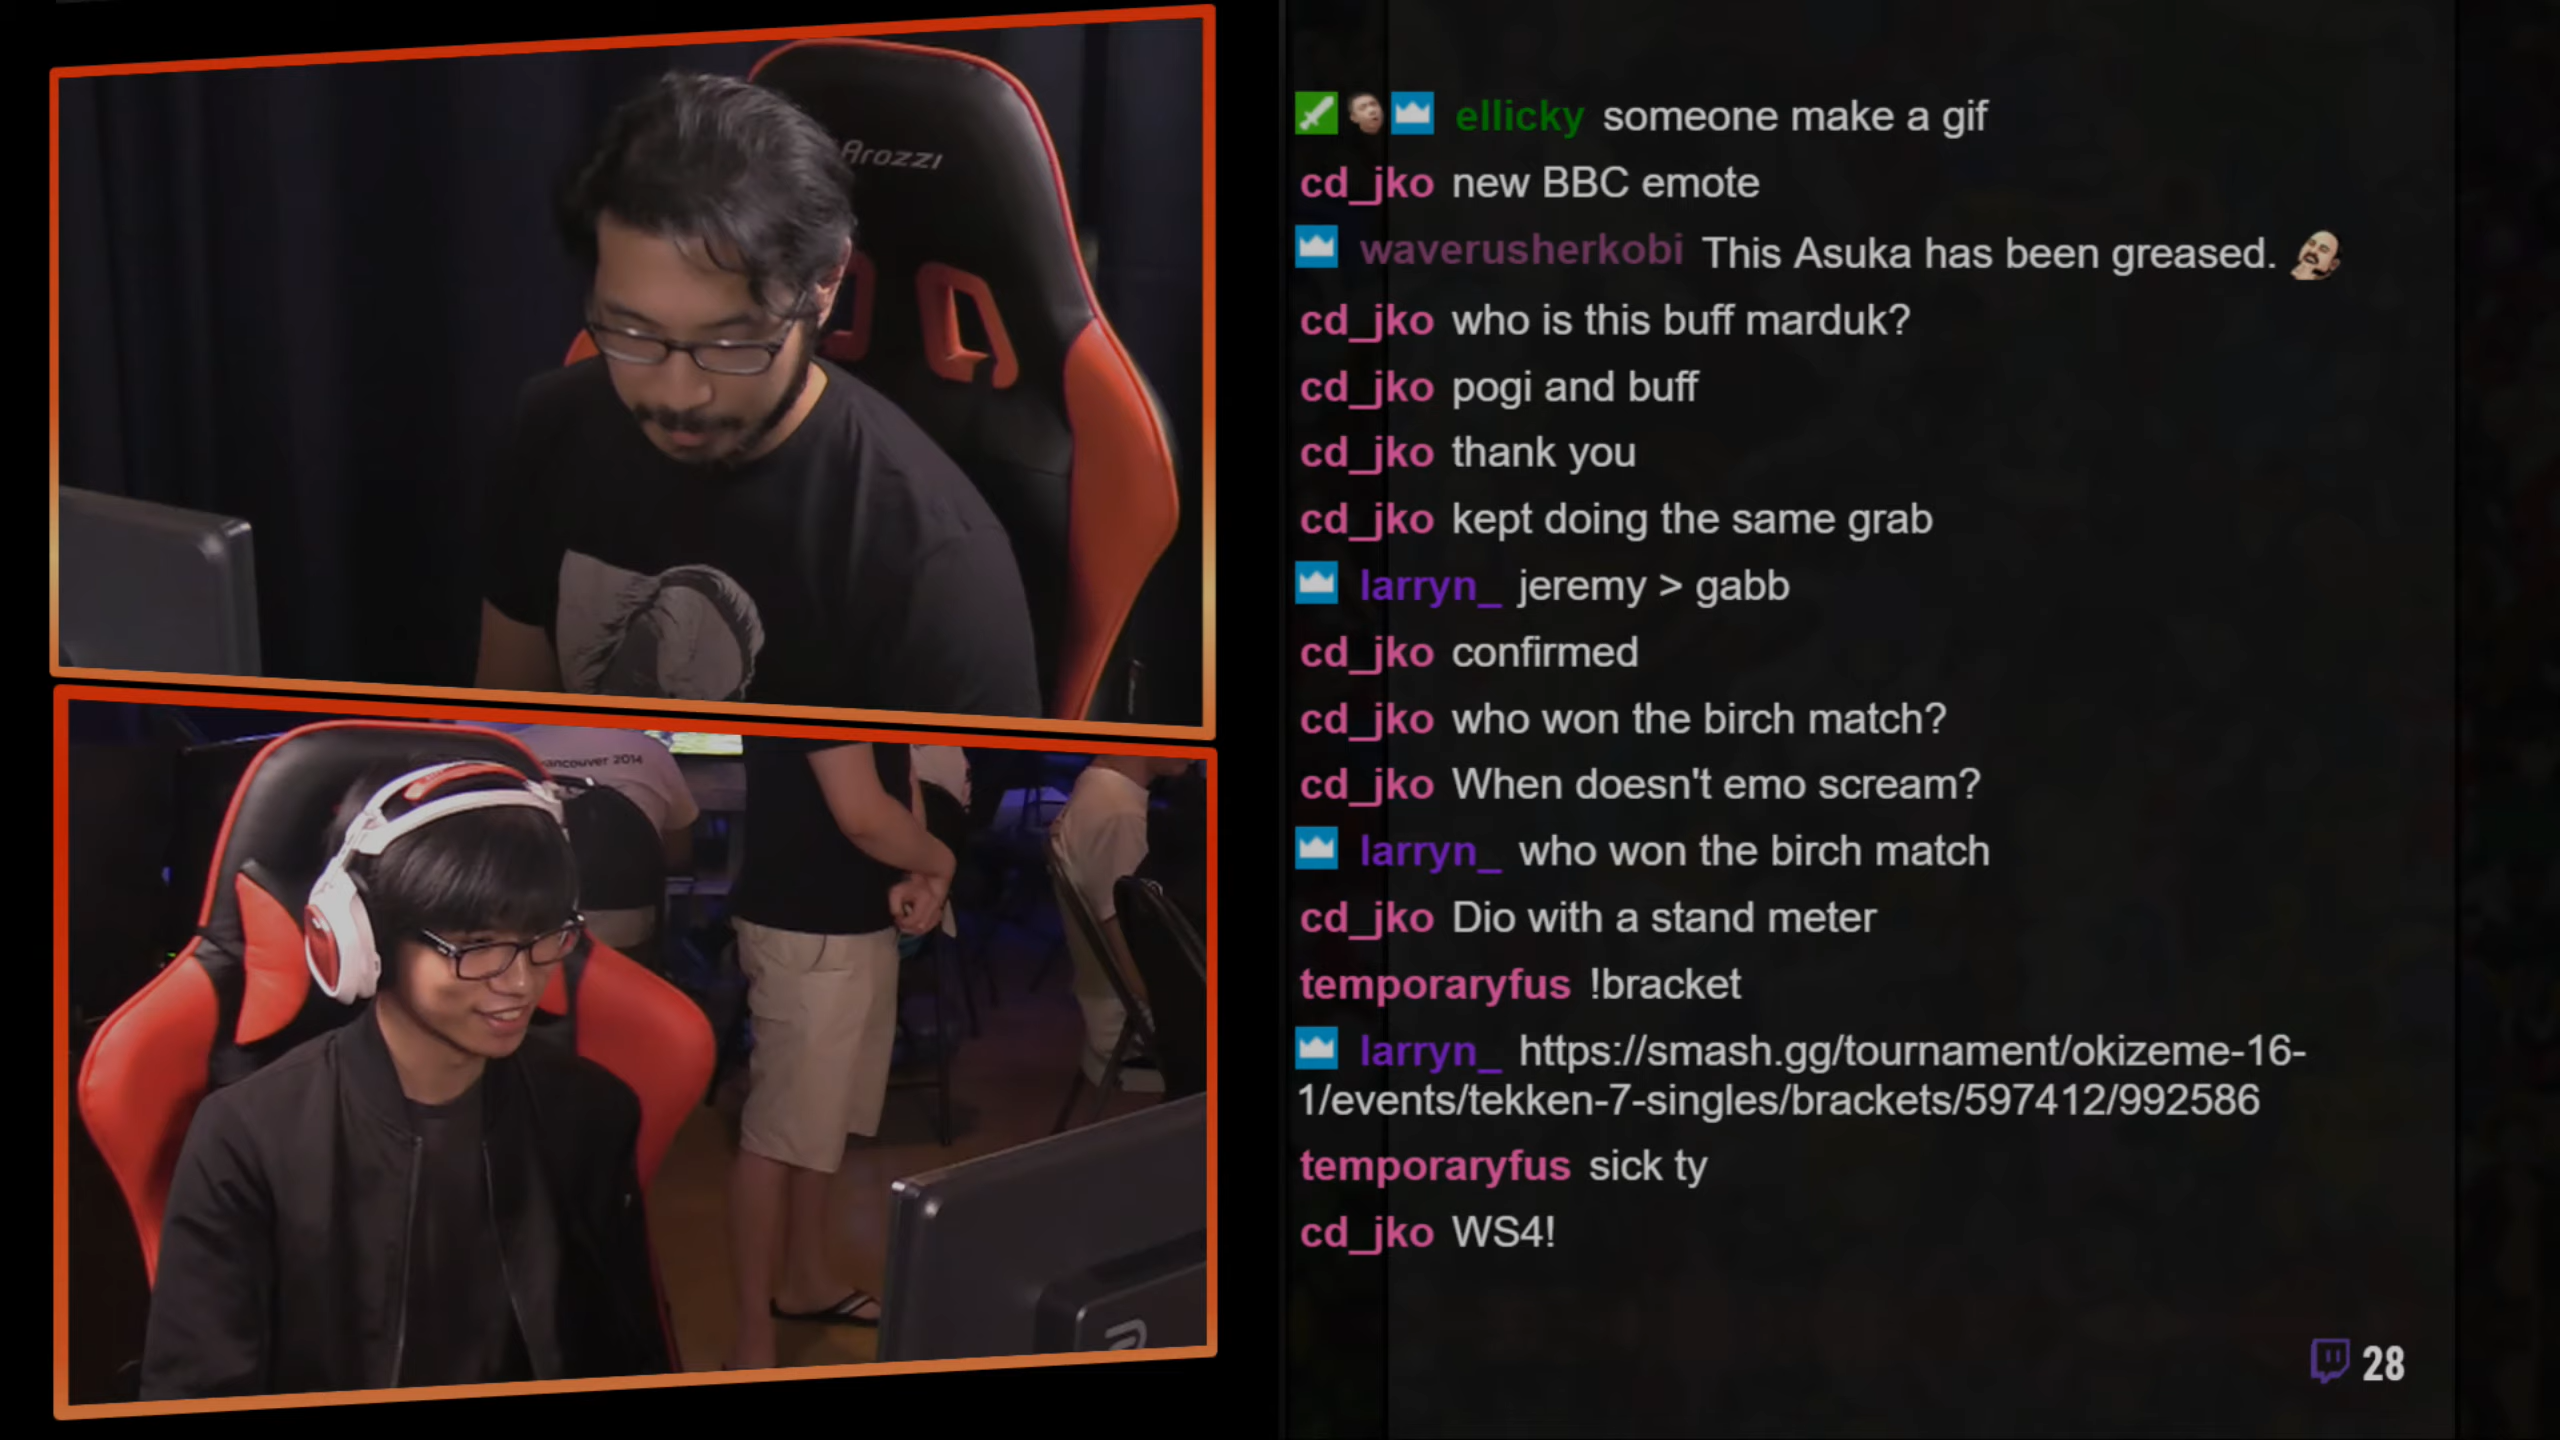 Arozzi
ancouver 2014
ellicky someone make a gif
cd_jko new BBC emote
waverusherkobi This Asuka has been greased.
cd_jko who is this buff marduk?
cd_jko pogi and buff
cd_jko thank you
cd_jko kept doing the same grab
larryn_ jeremy > gabb
cd_jko confirmed
cd_jko who won the birch match?
cd_jko When doesn't emo scream?
larryn_ who won the birch match
cd_jko Dio with a stand meter
temporaryfus !bracket
larryn_ https://smash.gg/tournament/okizeme-16-
1/events/tekken-7-singles/brackets/597412/992586
temporaryfus sick ty
cd_jko WS4!
28